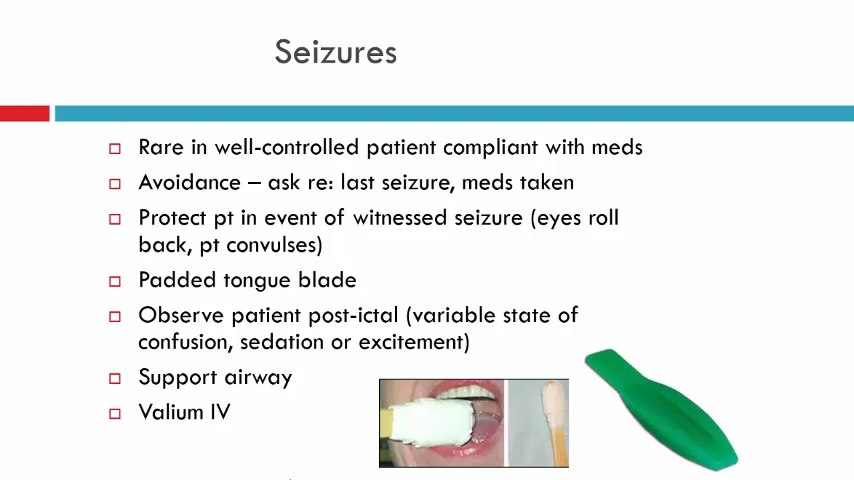 Seizures
Rare in well-controlled patient compliant with meds
Avoidance – ask re: last seizure, meds taken
Protect pt in event of witnessed seizure (eyes roll
back, pt convulses)
Padded tongue blade
Observe patient post-ictal (variable state of
confusion, sedation or excitement)
Support airway
Valium IV